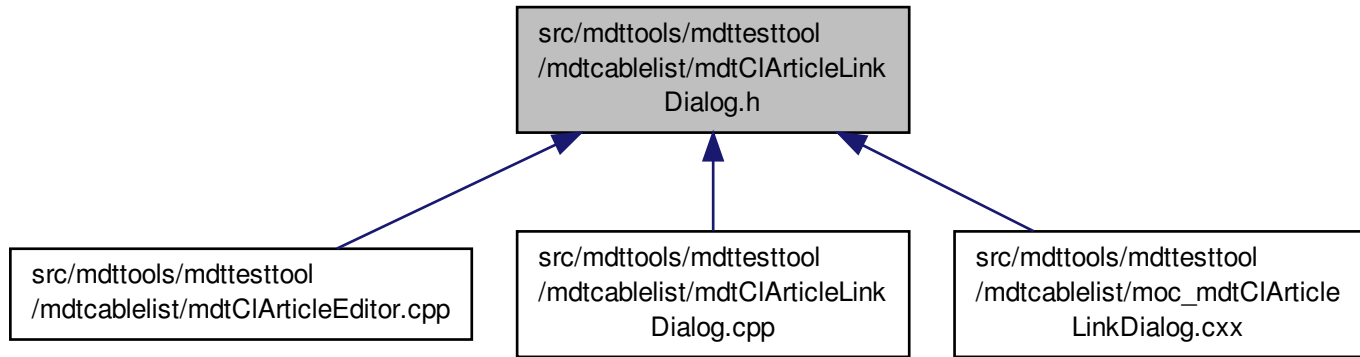 src/mdttools/mdttesttool
/mdtcablelist/mdtClArticleLink
Dialog.h
src/mdttools/mdttesttool
/mdtcablelist/mdtClArticleEditor.cpp
src/mdttools/mdttesttool
/mdtcablelist/mdtClArticleLink
Dialog.cpp
src/mdttools/mdttesttool
/mdtcablelist/moc_mdtClArticle
LinkDialog.cxx